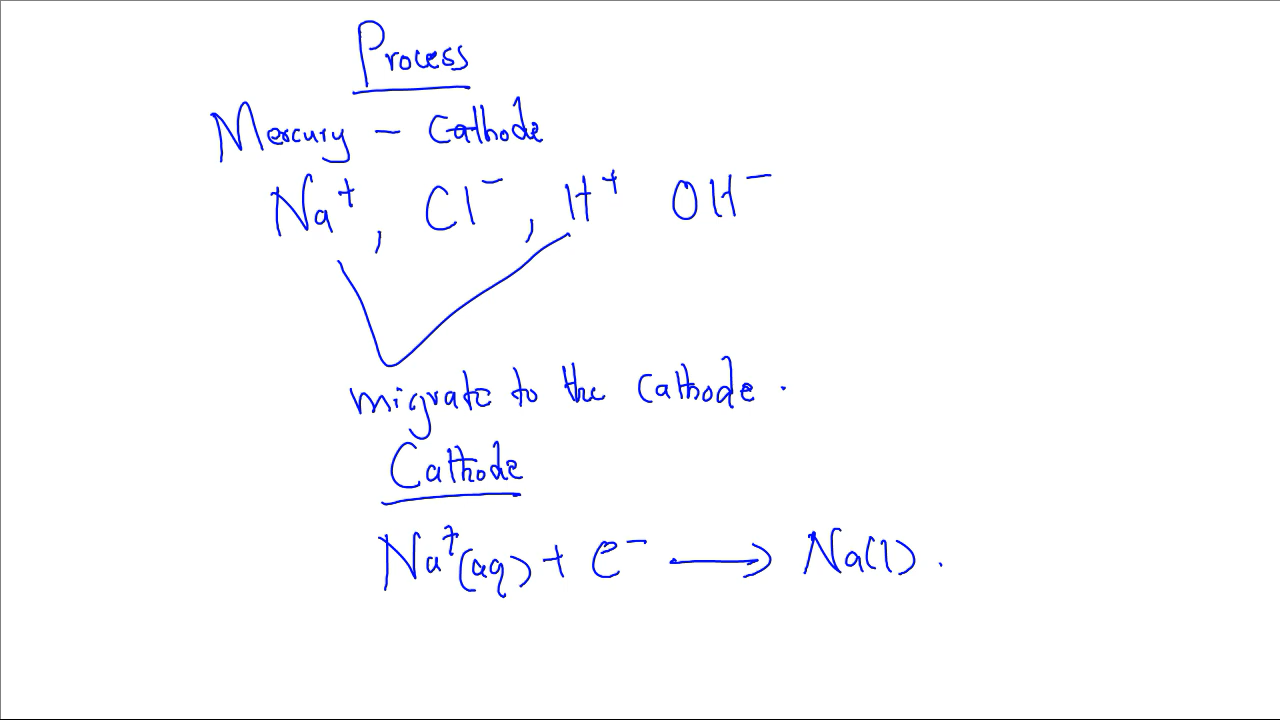 Process
Mercury – Cathode
Na⁺, Cl⁻, H⁺ OH⁻
migrate to the cathode.
Cathode
Na⁺(aq) + e⁻ ⟶ Na(l).